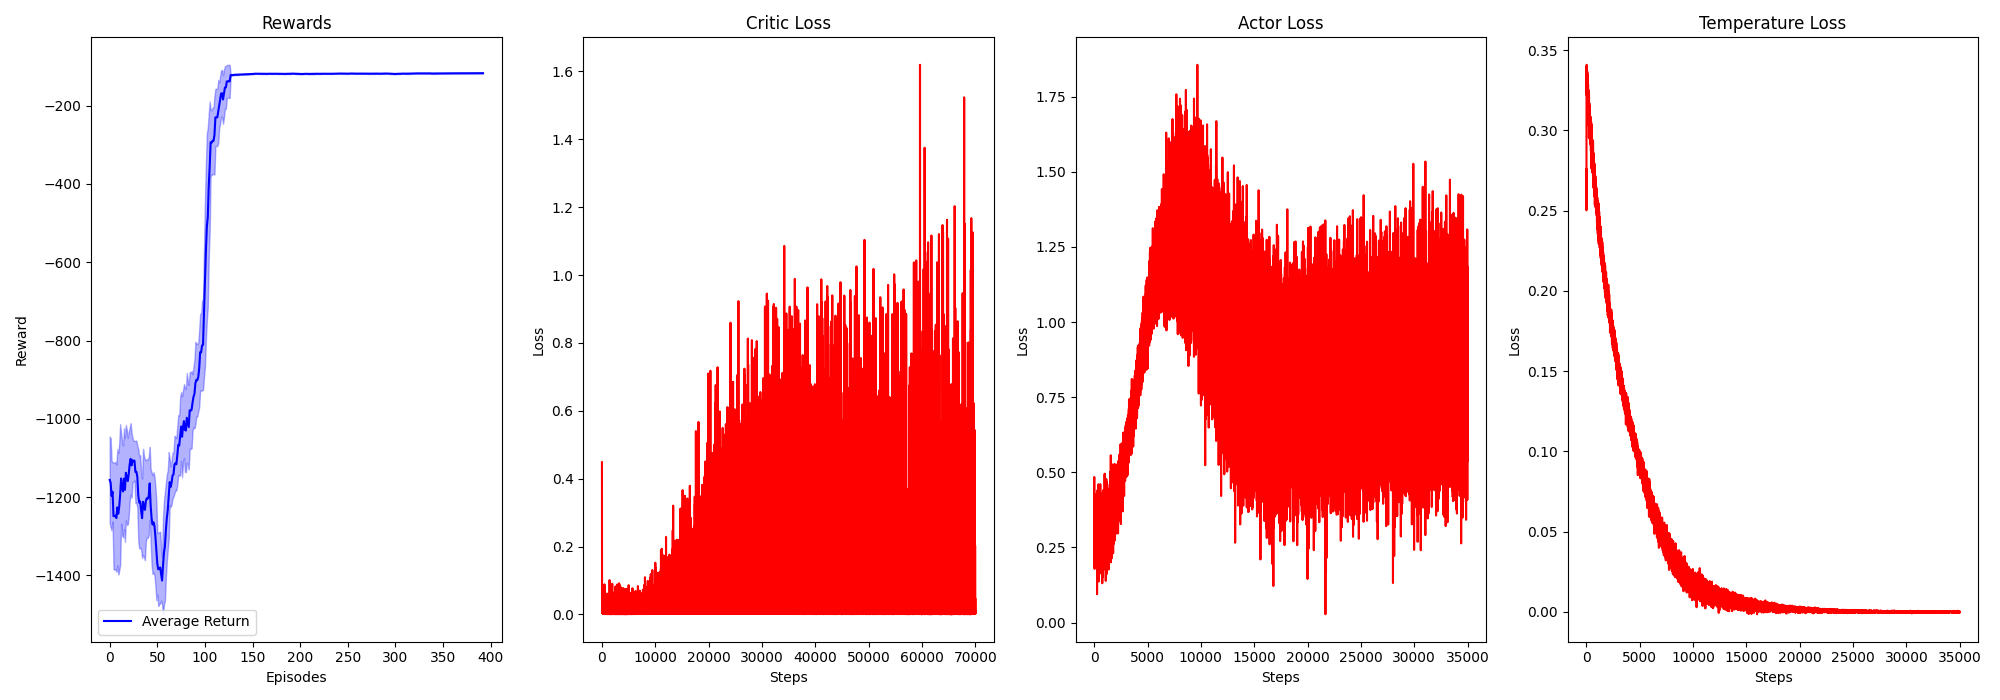 Rewards
Reward
−200
−400
−600
−800
−1000
−1200
−1400
Average Return
0 50 100 150 200 250 300 350 400
Episodes
Critic Loss
Loss
1.6
1.4
1.2
1.0
0.8
0.6
0.4
0.2
0.0
0 10000 20000 30000 40000 50000 60000 70000
Steps
Actor Loss
Loss
1.75
1.50
1.25
1.00
0.75
0.50
0.25
0.00
0 5000 10000 15000 20000 25000 30000 35000
Steps
Temperature Loss
Loss
0.35
0.30
0.25
0.20
0.15
0.10
0.05
0.00
0 5000 10000 15000 20000 25000 30000 35000
Steps